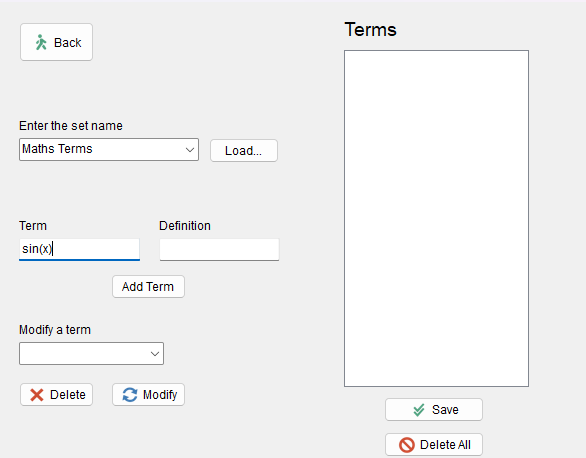 Back
Terms
Enter the set name
Maths Terms
Load...
Term
Definition
sin(x)
Add Term
Modify a term
Delete
Modify
Save
Delete All